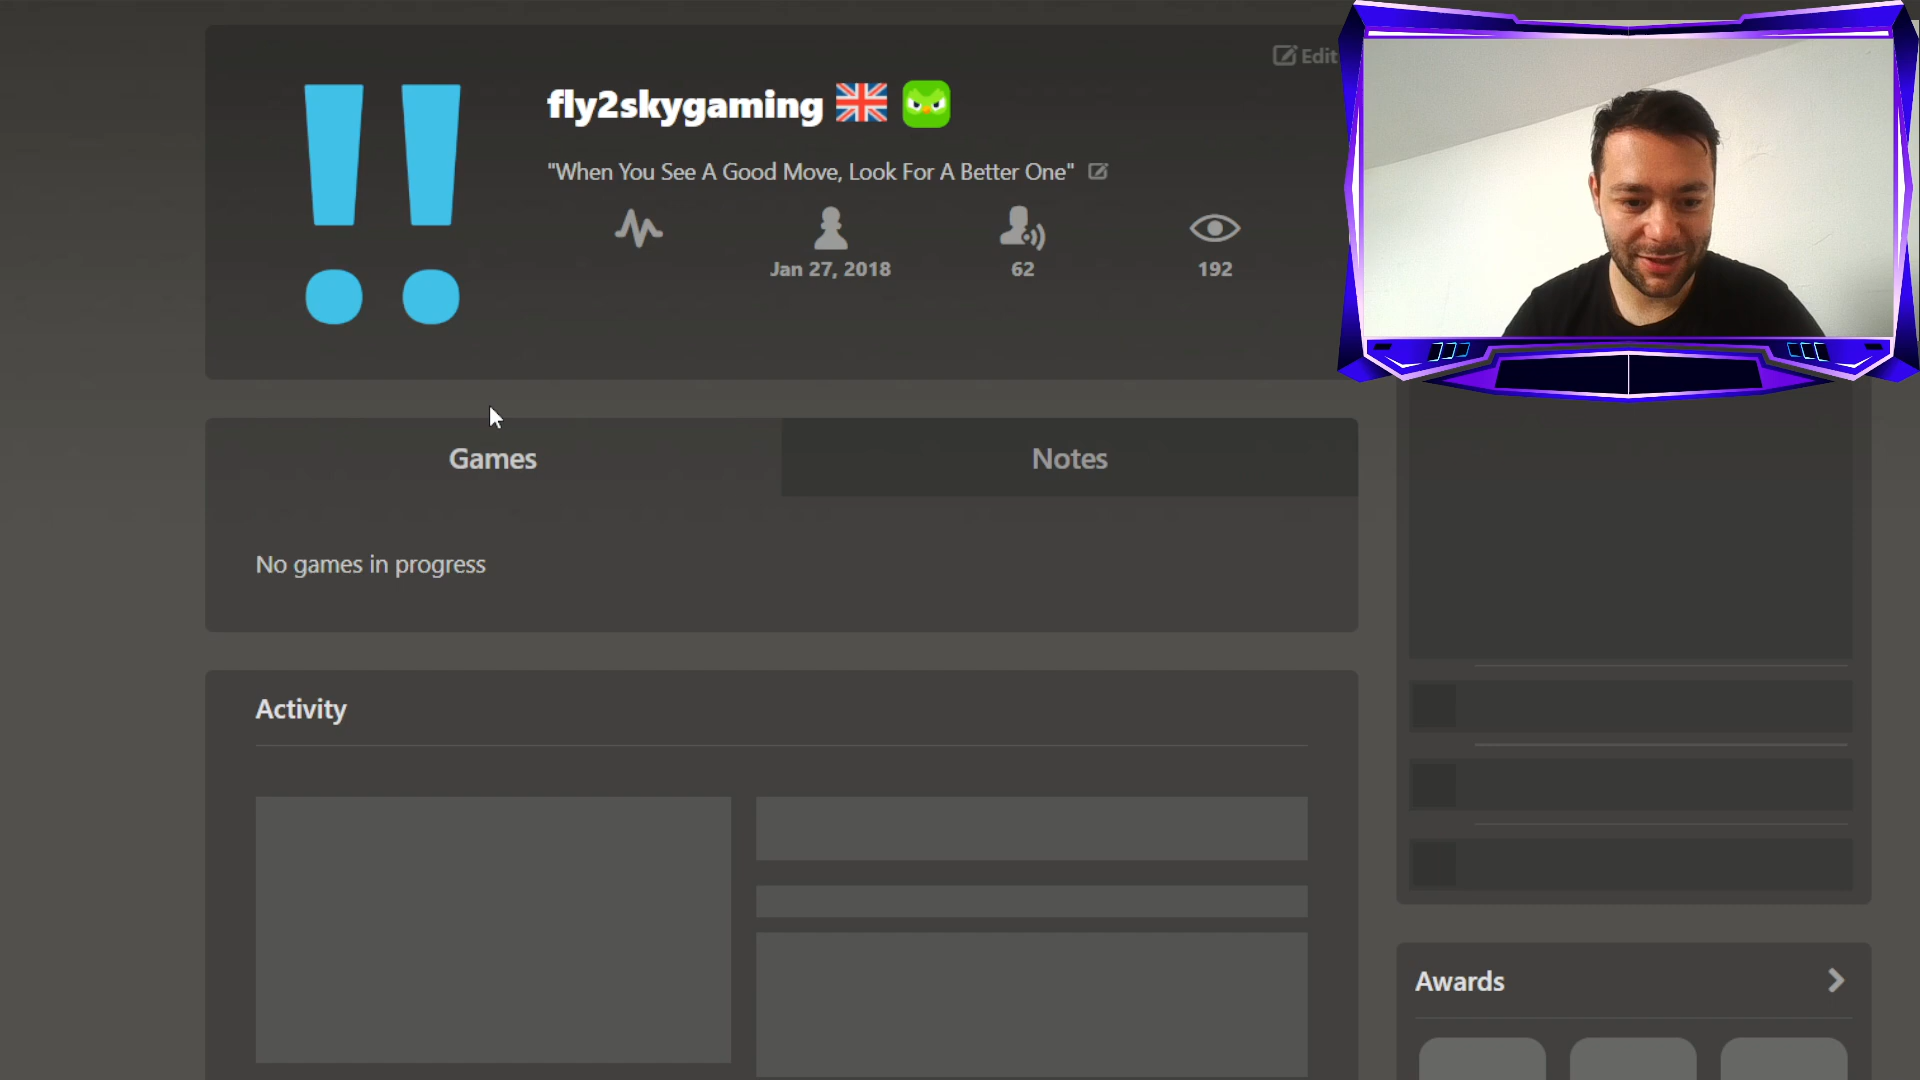 Edit
fly2skygaming
"When You See A Good Move, Look For A Better One"
Jan 27, 2018
62
192
Games
Notes
No games in progress
Activity
Awards